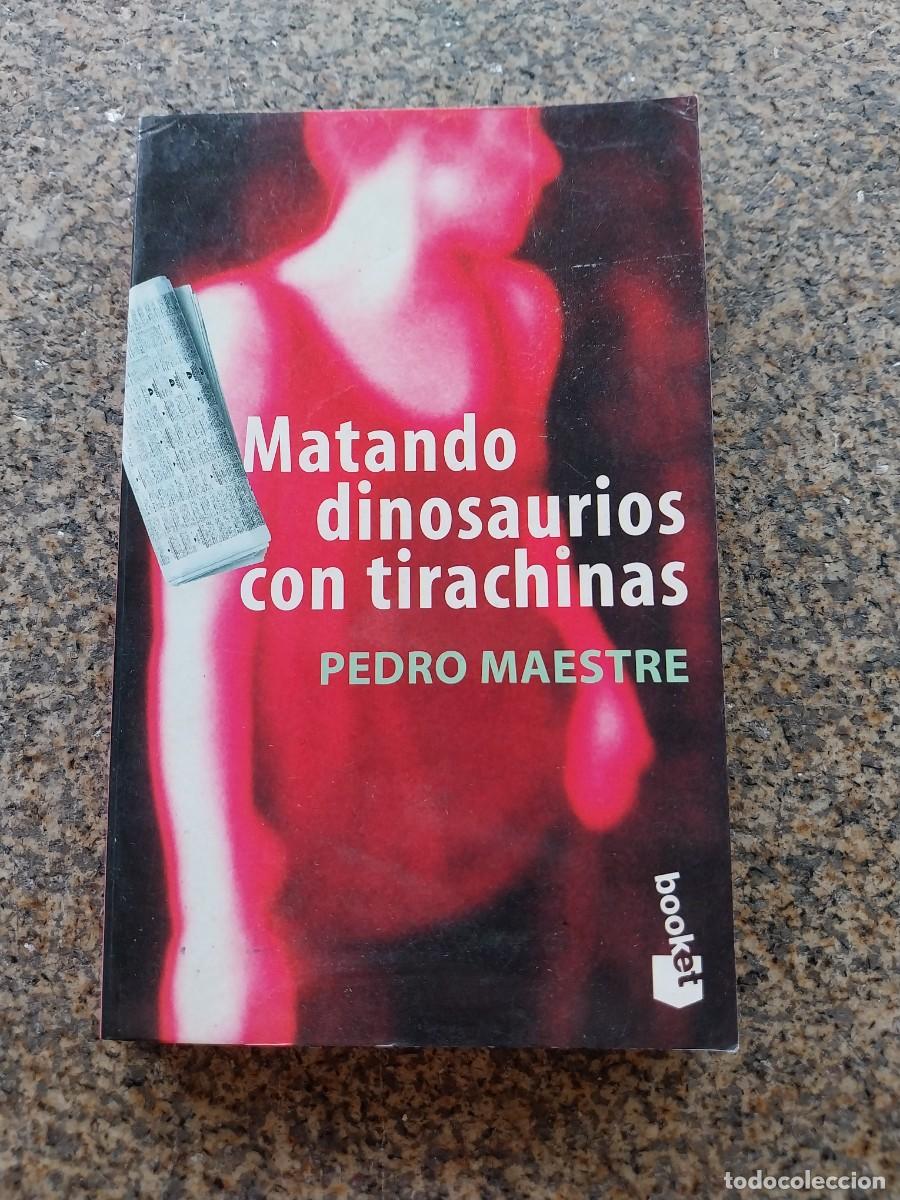 Matando
dinosaurios
con tirachinas
PEDRO MAESTRE
booket
todocoleccion